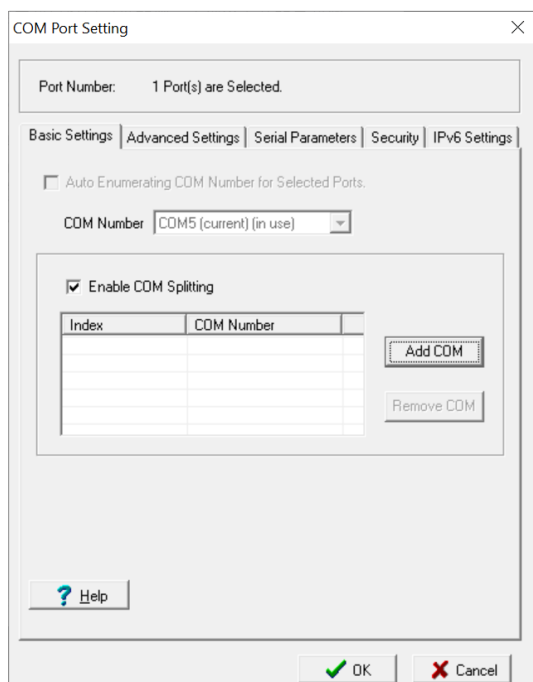 COM Port Setting
Port Number: 1 Port(s) are Selected.
Basic Settings Advanced Settings Serial Parameters Security IPv6 Settings
Auto Enumerating COM Number for Selected Ports.
COM Number COM5 (current) (in use)
Enable COM Splitting
Index COM Number
Add COM
Remove COM
? Help
OK Cancel